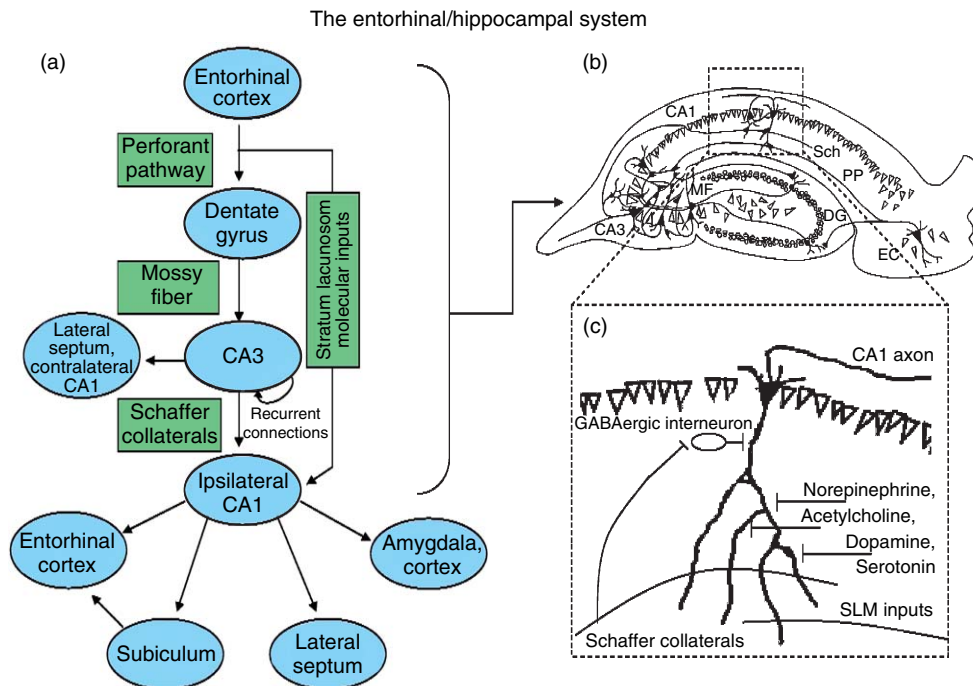 The entorhinal/hippocampal system
(a)
Entorhinal
cortex
Perforant
pathway
Dentate
gyrus
Stratum lacunosom
molecular inputs
Mossy
fiber
CA3
Lateral
septum,
contralateral
CA1
Recurrent
connections
Schaffer
collaterals
Ipsilateral
CA1
Entorhinal
cortex
Amygdala,
cortex
Subiculum
Lateral
septum
(b)
CA1
Sch
PP
MF
DG
CA3
EC
(c)
CA1 axon
GABAergic interneuron
Norepinephrine,
Acetylcholine,
Dopamine,
Serotonin
SLM inputs
Schaffer collaterals